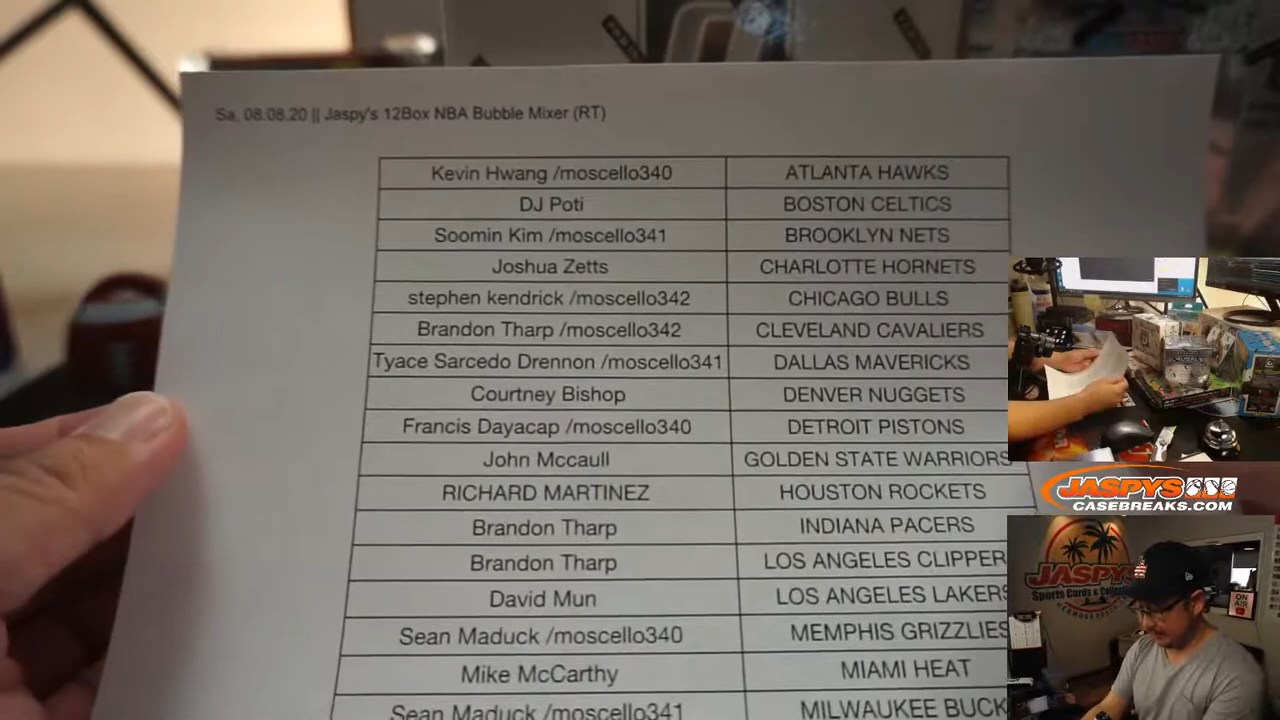 Sa, 08.08.20 || Jaspy's 12Box NBA Bubble Mixer (RT)
Kevin Hwang /moscello340 ATLANTA HAWKS
DJ Poti BOSTON CELTICS
Soomin Kim /moscello341 BROOKLYN NETS
Joshua Zetts CHARLOTTE HORNETS
stephen kendrick /moscello342 CHICAGO BULLS
Brandon Tharp /moscello342 CLEVELAND CAVALIERS
Tyace Sarcedo Drennon /moscello341 DALLAS MAVERICKS
Courtney Bishop DENVER NUGGETS
Francis Dayacap /moscello340 DETROIT PISTONS
John Mccaull GOLDEN STATE WARRIORS
RICHARD MARTINEZ HOUSTON ROCKETS
Brandon Tharp INDIANA PACERS
Brandon Tharp LOS ANGELES CLIPPER
David Mun LOS ANGELES LAKERS
Sean Maduck /moscello340 MEMPHIS GRIZZLIES
Mike McCarthy MIAMI HEAT
Sean Maduck /moscello341 MILWAUKEE BUCK
JASPYS
CASEBREAKS.COM
JASPYS
Sports Cards &
HERMOSA
ON
AIR